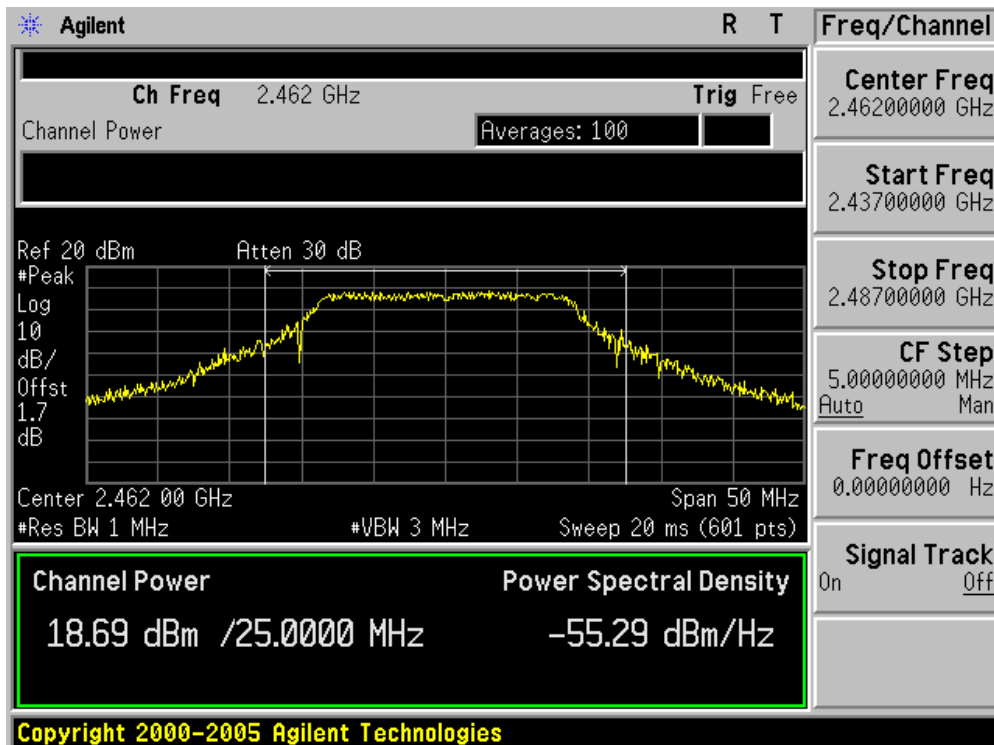 Agilent R T
Freq/Channel
Ch Freq 2.462 GHz Trig Free
Channel Power Averages: 100
Ref 20 dBm Atten 30 dB
#Peak
Log
10
dB/
Offst
1.7
dB
Center 2.462 00 GHz Span 50 MHz
#Res BW 1 MHz #VBW 3 MHz Sweep 20 ms (601 pts)
Channel Power Power Spectral Density
18.69 dBm /25.0000 MHz -55.29 dBm/Hz
Center Freq
2.46200000 GHz
Start Freq
2.43700000 GHz
Stop Freq
2.48700000 GHz
CF Step
5.00000000 MHz
Auto Man
Freq Offset
0.00000000 Hz
Signal Track
On Off
Copyright 2000-2005 Agilent Technologies